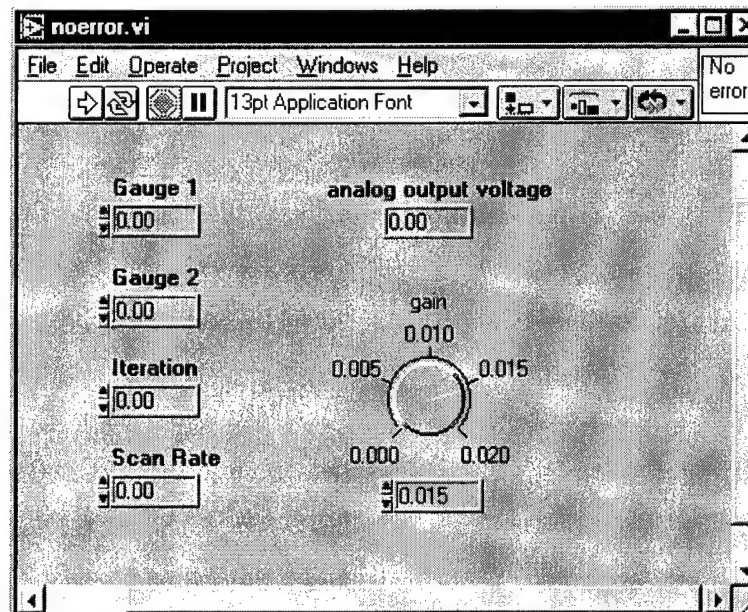 noerror.vi
File Edit Operate Project Windows Help
No error
13pt Application Font
Gauge 1
0.00
analog output voltage
0.00
Gauge 2
0.00
gain
0.010
0.005
0.015
0.000
0.020
0.015
Iteration
0.00
Scan Rate
0.00